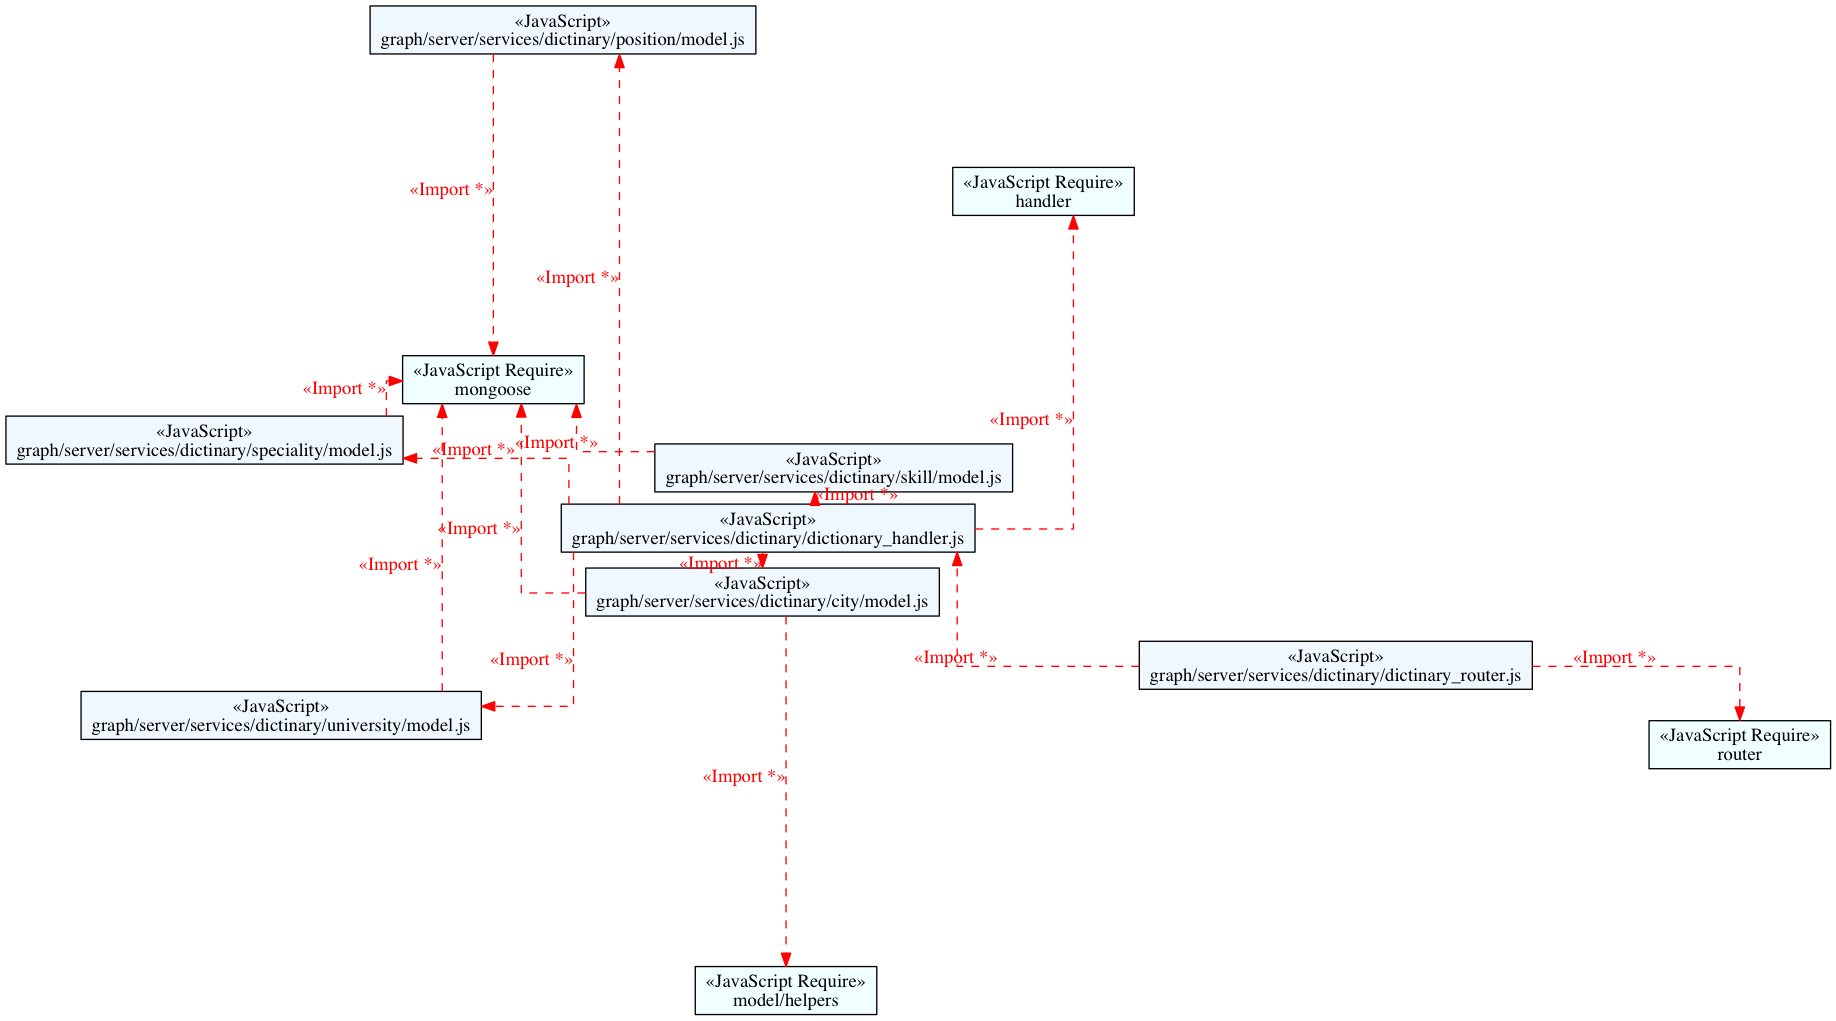 «JavaScript»
graph/server/services/dictinary/position/model.js
«JavaScript Require»
handler
«Import *»
«Import *»
«JavaScript Require»
mongoose
«Import *»
«Import *»
«JavaScript»
graph/server/services/dictinary/speciality/model.js
«Import *»
«Import *»
«JavaScript»
graph/server/services/dictinary/skill/model.js
«Import *»
«JavaScript»
graph/server/services/dictinary/dictionary_handler.js
«Import *»
«Import *»
«Import *»
«JavaScript»
graph/server/services/dictinary/city/model.js
«Import *»
«Import *»
«JavaScript»
graph/server/services/dictinary/dictinary_router.js
«Import *»
«JavaScript»
graph/server/services/dictinary/university/model.js
«JavaScript Require»
router
«Import *»
«JavaScript Require»
model/helpers